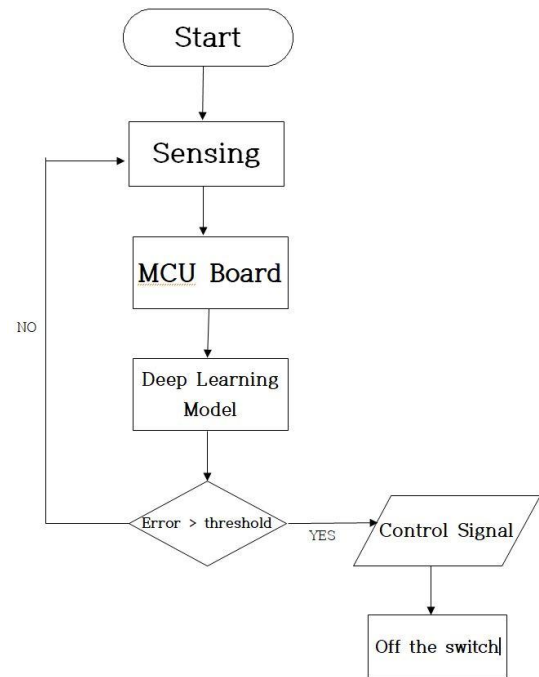 Start
Sensing
MCU Board
NO
Deep Learning
Model
Error > threshold
YES
Control Signal
Off the switch